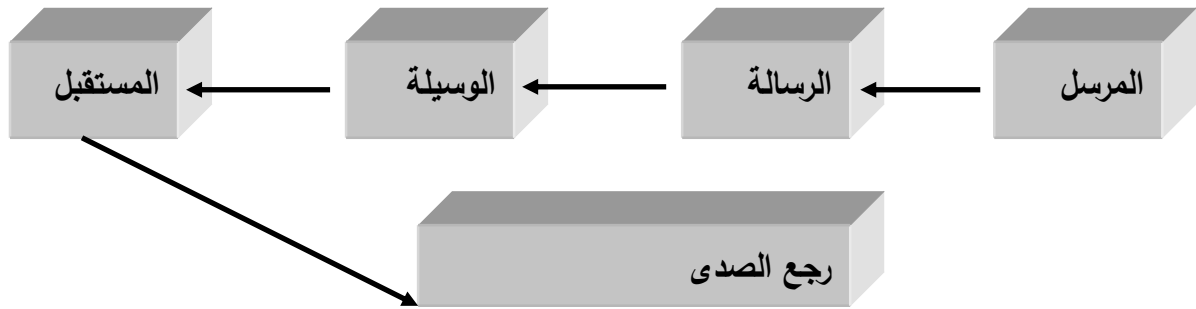 المرسل
الرسالة
الوسيلة
المستقبل
رجع الصدى